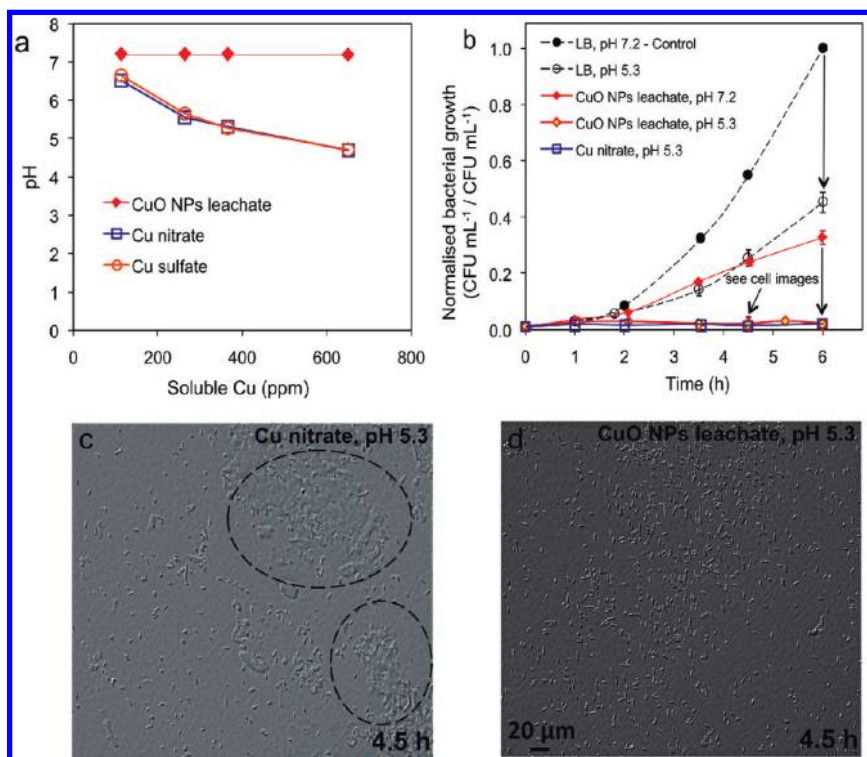 a
8
7
6
5
4
3
2
1
0
pH
CuO NPs leachate
Cu nitrate
Cu sulfate
0
200
400
600
800
Soluble Cu (ppm)
b
LB, pH 7.2 - Control
LB, pH 5.3
CuO NPs leachate, pH 7.2
CuO NPs leachate, pH 5.3
Cu nitrate, pH 5.3
Normalised bacterial growth
(CFU mL⁻¹ / CFU mL⁻¹)
1.0
0.8
0.6
0.4
0.2
0.0
see cell images
0
1
2
3
4
5
6
Time (h)
c
Cu nitrate, pH 5.3
4.5 h
d
CuO NPs leachate, pH 5.3
20 µm
4.5 h